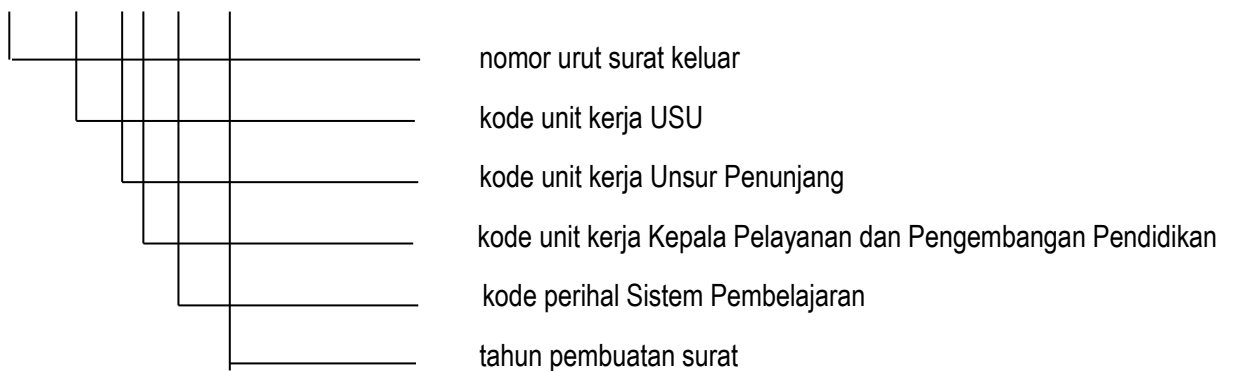 nomor urut surat keluar
kode unit kerja USU
kode unit kerja Unsur Penunjang
kode unit kerja Kepala Pelayanan dan Pengembangan Pendidikan
kode perihal Sistem Pembelajaran
tahun pembuatan surat